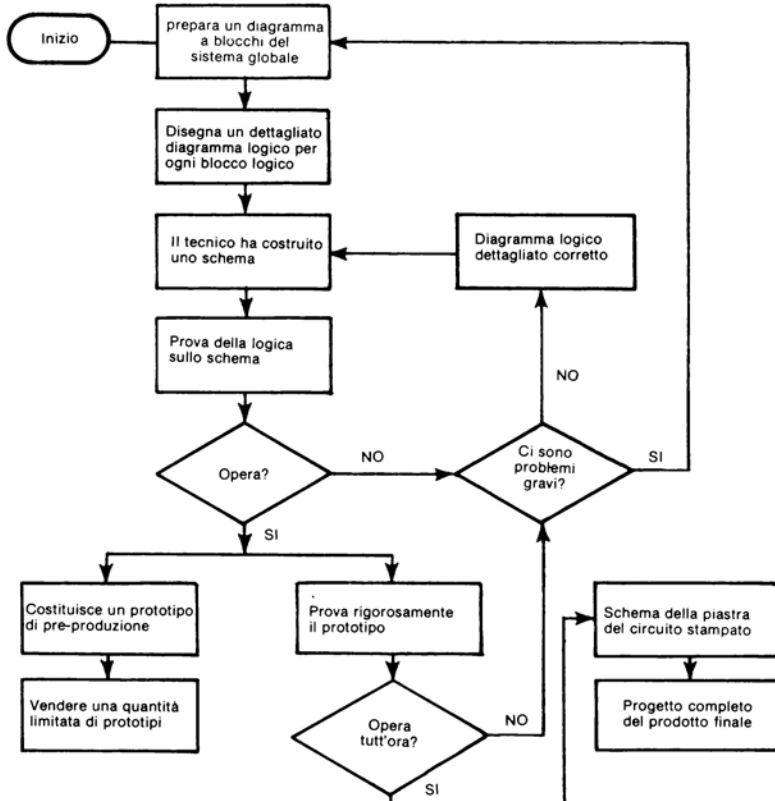 Inizio
prepara un diagramma
a blocchi del
sistema globale
Disegna un dettagliato
diagramma logico per
ogni blocco logico
Il tecnico ha costruito
uno schema
Diagramma logico
dettagliato corretto
Prova della logica
sullo schema
NO
Opera?
NO
Ci sono
problemi
gravi?
SI
SI
Costituisce un prototipo
di pre-produzione
Prova rigorosamente
il prototipo
Schema della piastra
del circuito stampato
Vendere una quantità
limitata di prototipi
Opera
tutt'ora?
NO
Progetto completo
del prodotto finale
SI